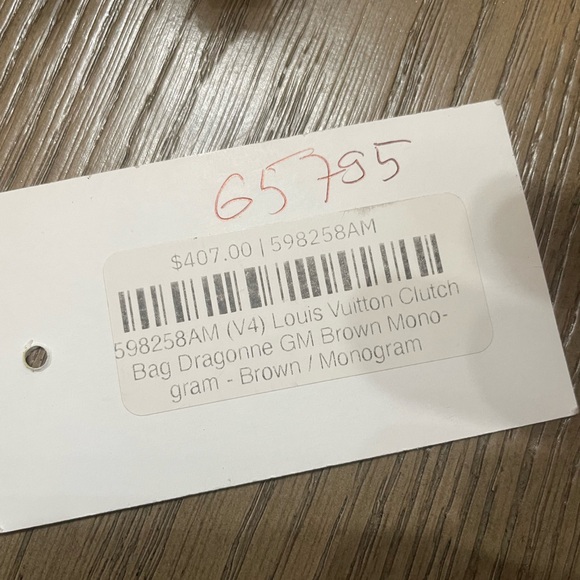 65785
$407.00 | 598258AM
598258AM (V4) Louis Vuitton Clutch
Bag Dragonne GM Brown Mono-
gram - Brown / Monogram